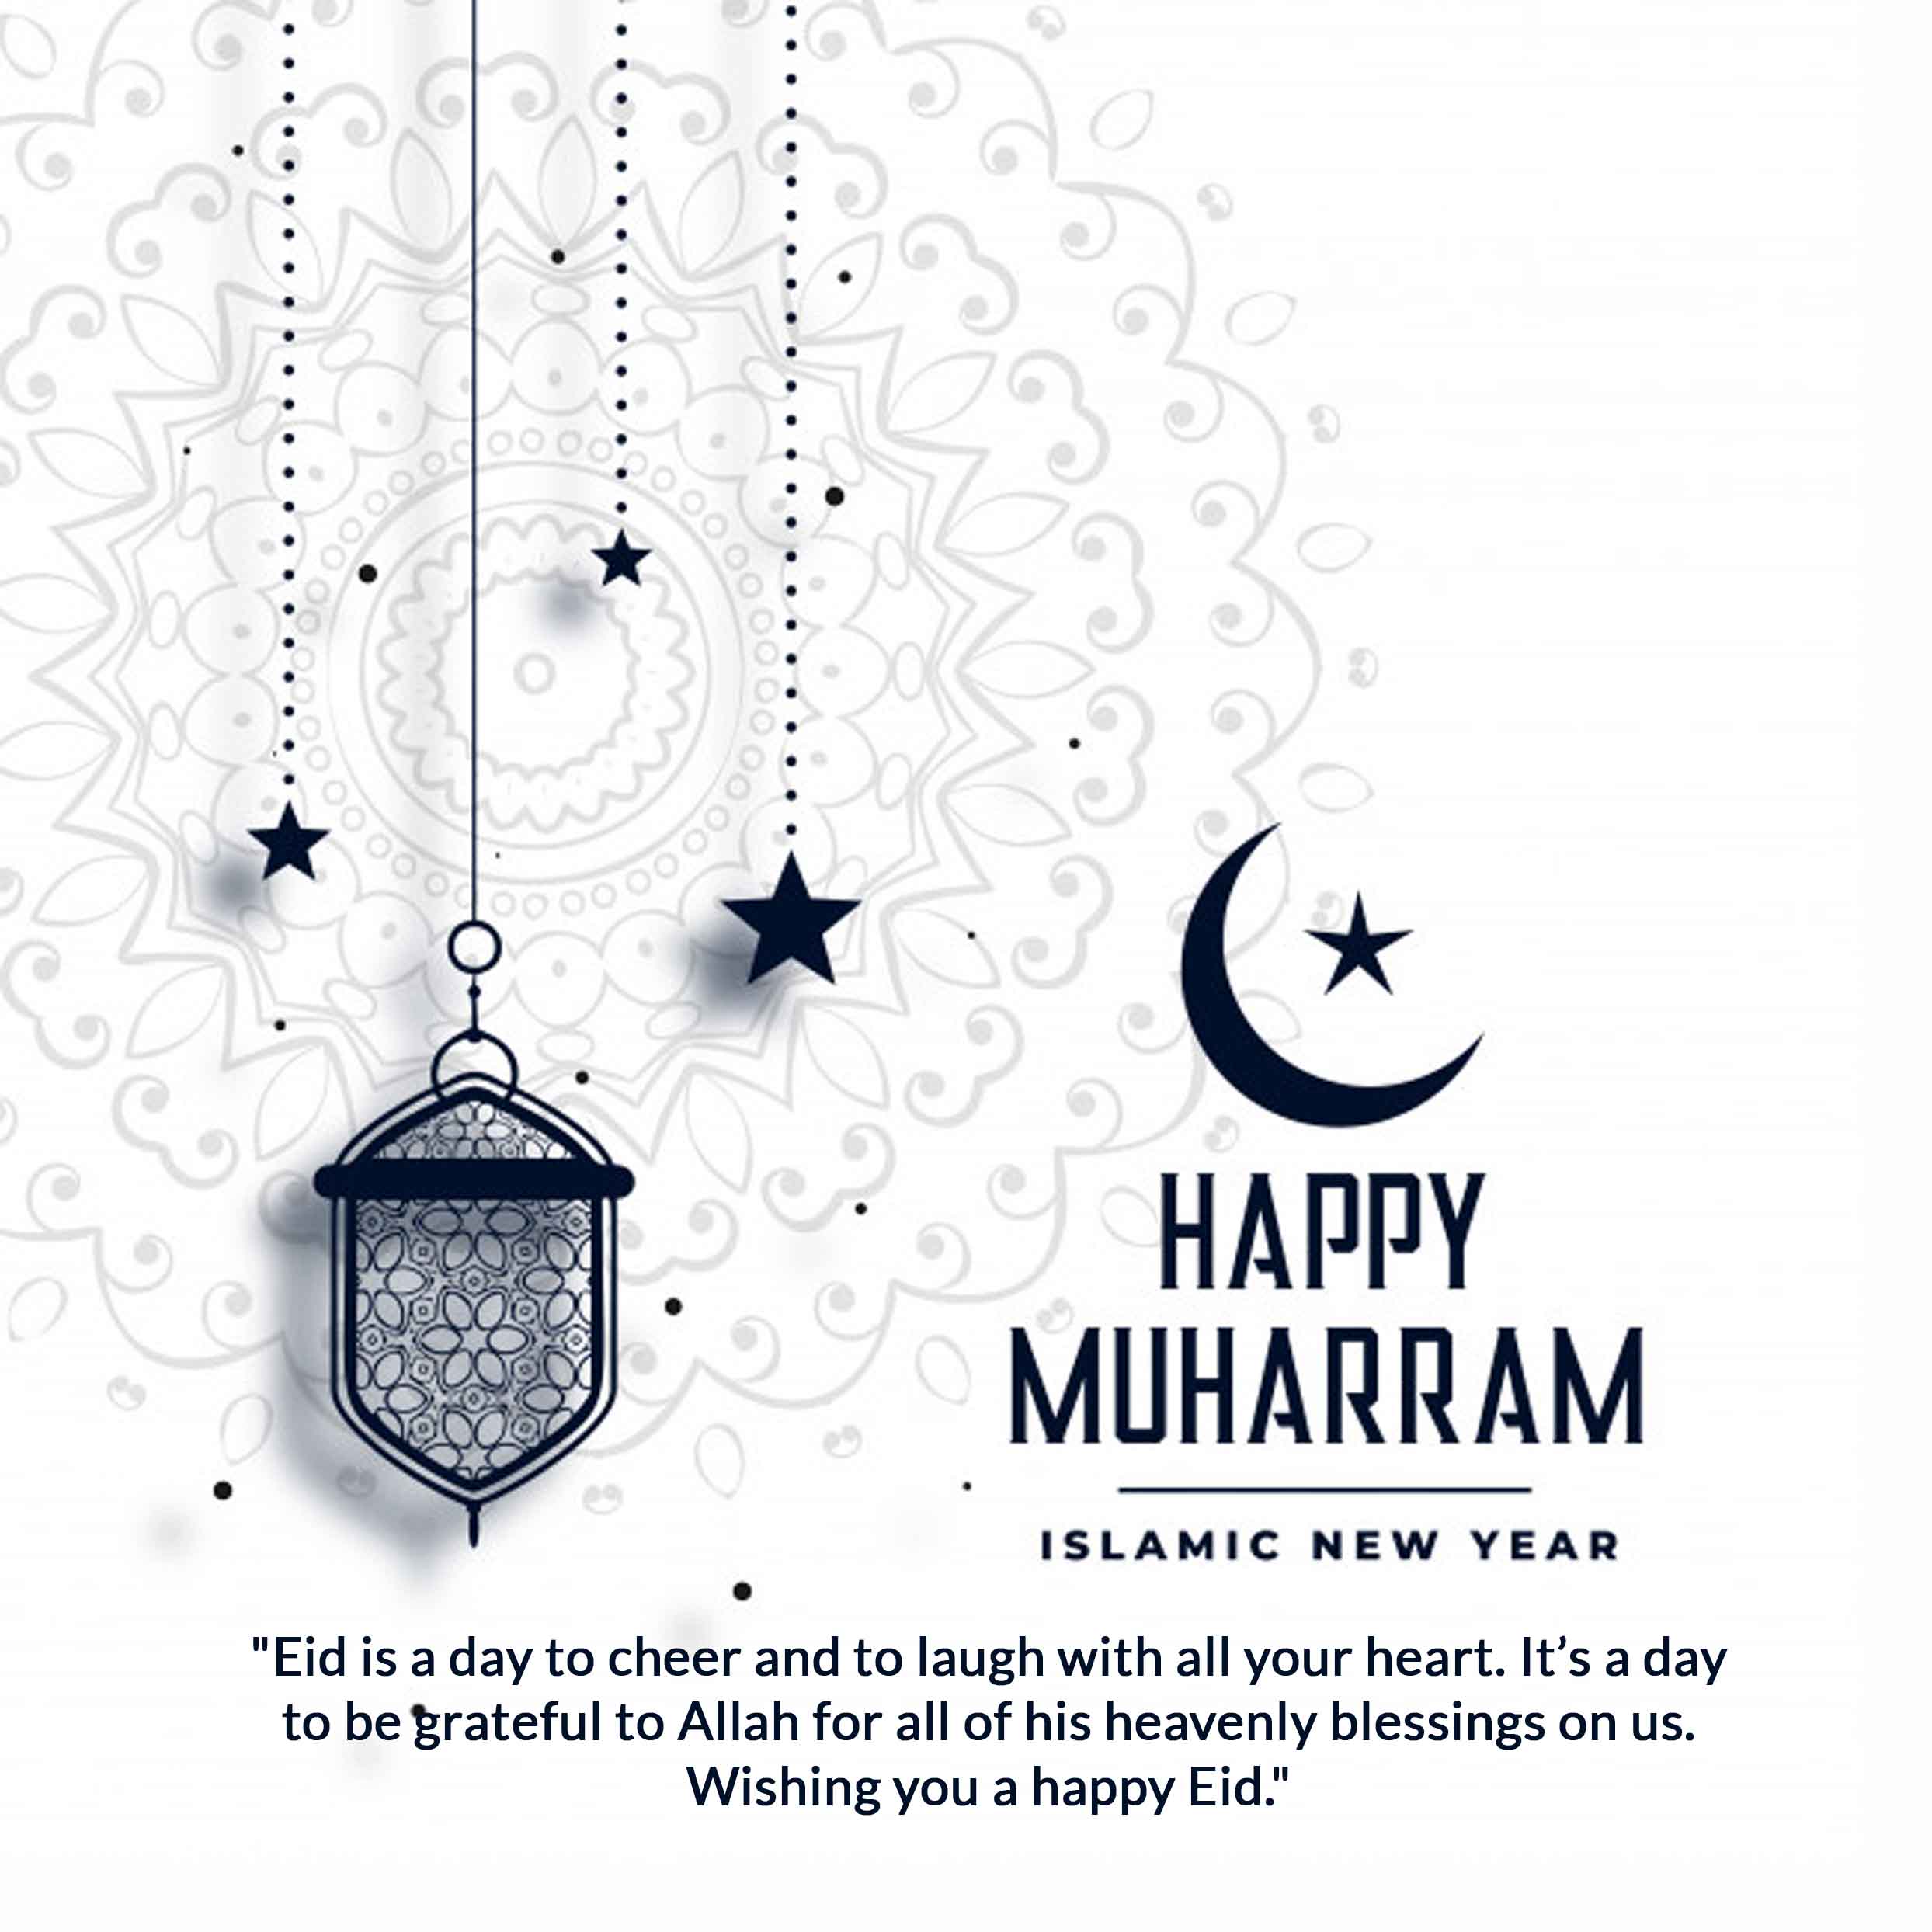 HAPPY
MUHARRAM
ISLAMIC NEW YEAR
"Eid is a day to cheer and to laugh with all your heart. It’s a day
to be grateful to Allah for all of his heavenly blessings on us.
Wishing you a happy Eid."